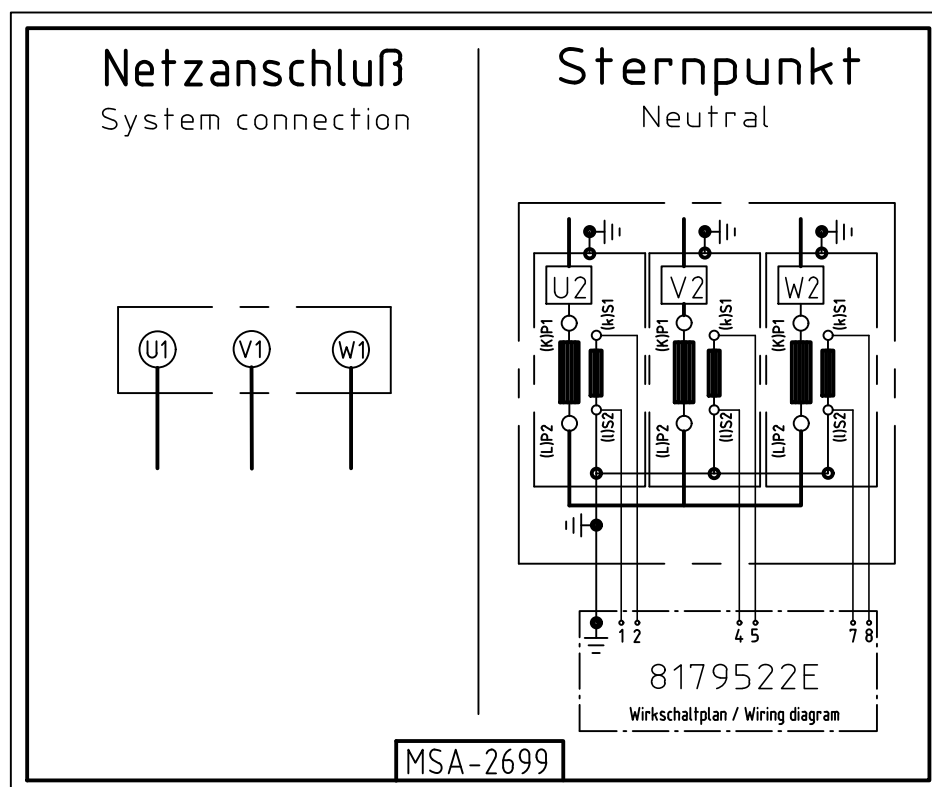 Netzanschluß
System connection
U1
V1
W1
Sternpunkt
Neutral
U2
V2
W2
(K)P1
(k)S1
(K)P1
(k)S1
(K)P1
(k)S1
(L)P2
(l)S2
(L)P2
(l)S2
(L)P2
(l)S2
1 2
4 5
7 8
8179522E
Wirkschaltplan / Wiring diagram
MSA-2699